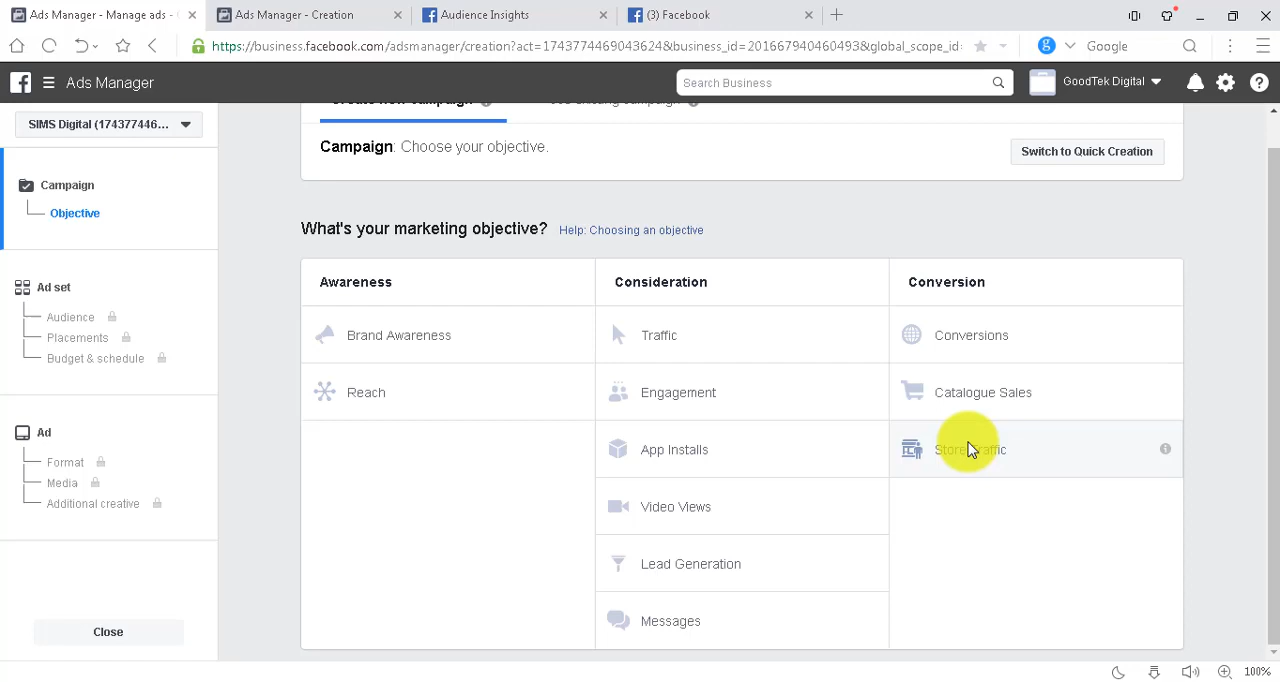 Ads Manager - Manage ads -
Ads Manager - Creation
Audience Insights
(3) Facebook
https://business.facebook.com/adsmanager/creation?act=1743774469043624&business_id=201667940460493&global_scope_id=
Google
Ads Manager
Search Business
GoodTek Digital
SIMS Digital (174377446...
Campaign
Objective
Ad set
Audience
Placements
Budget & schedule
Ad
Format
Media
Additional creative
Close
Create new campaign
Use existing campaign
Campaign: Choose your objective.
Switch to Quick Creation
What's your marketing objective? Help: Choosing an objective
Awareness
Brand Awareness
Reach
Consideration
Traffic
Engagement
App Installs
Video Views
Lead Generation
Messages
Conversion
Conversions
Catalogue Sales
Store Traffic
100%